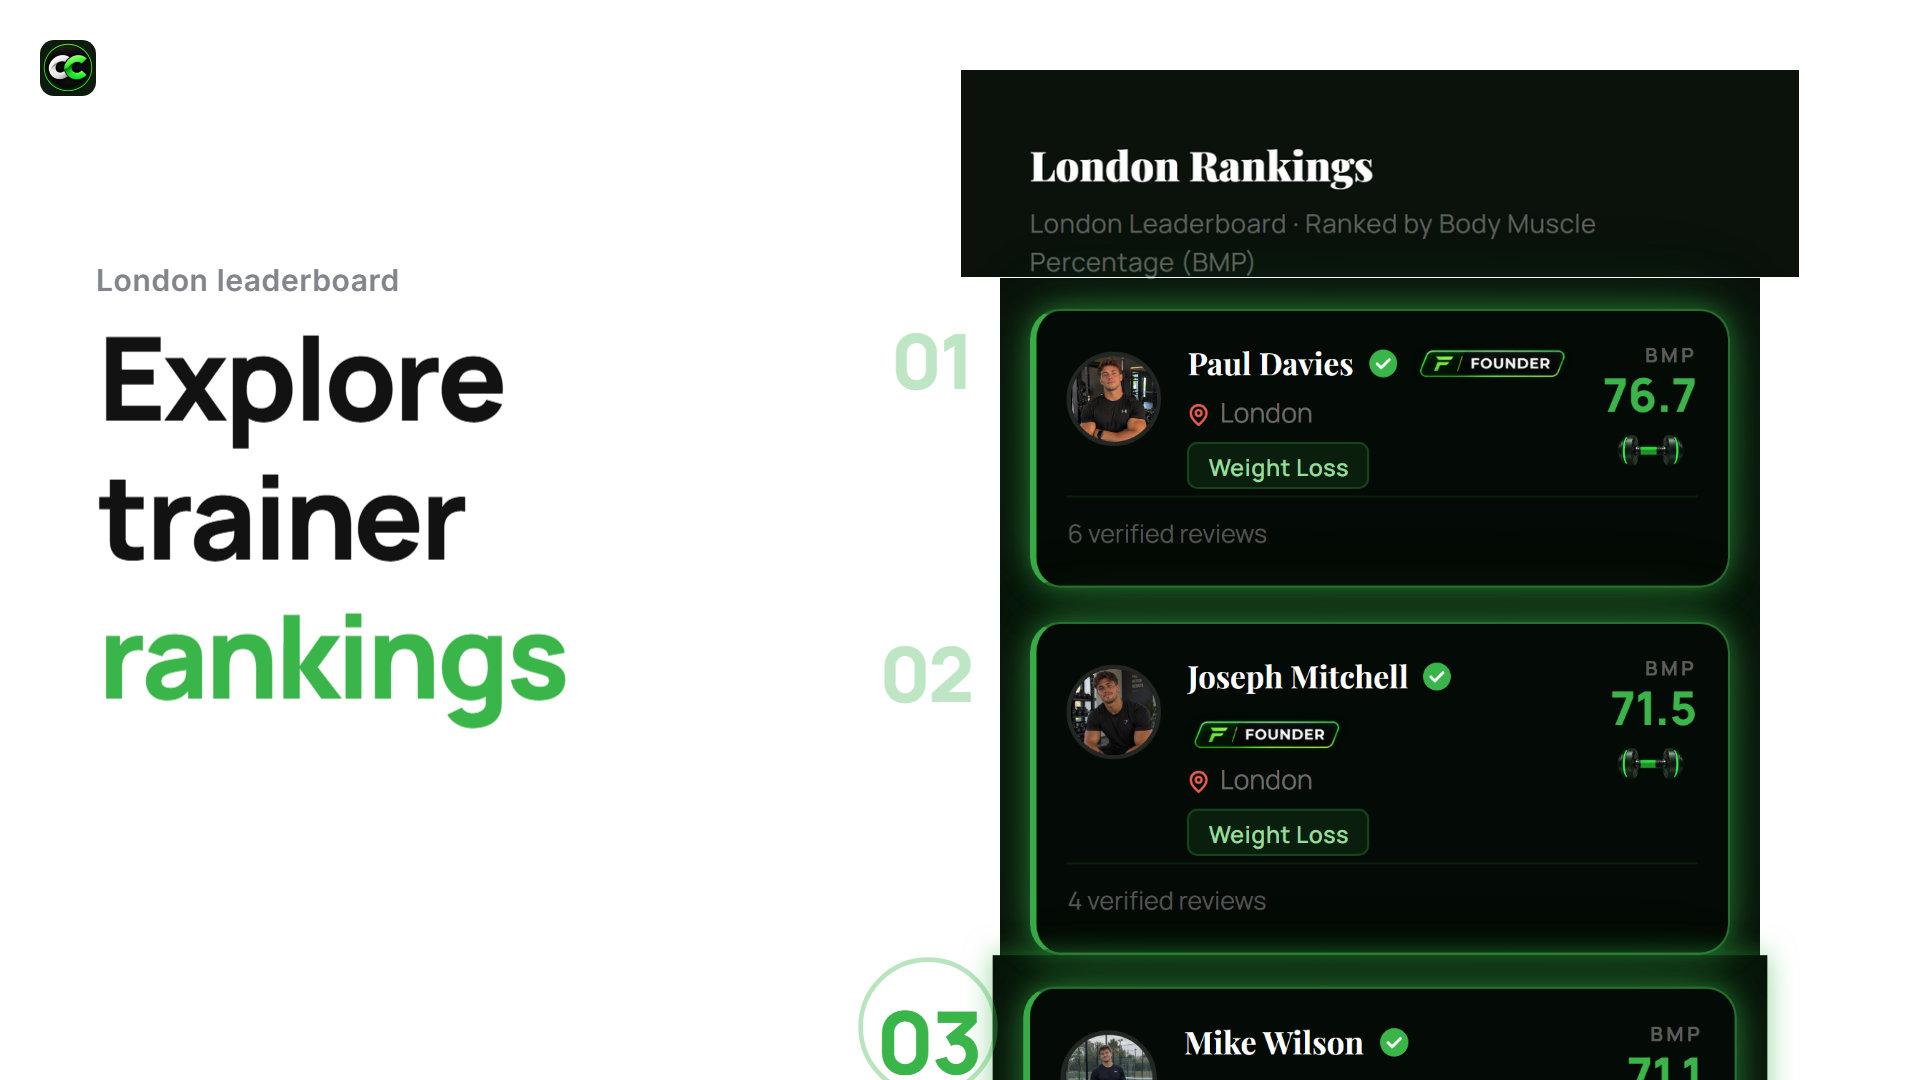 CC
London leaderboard
Explore
trainer
rankings
London Rankings
London Leaderboard · Ranked by Body Muscle
Percentage (BMP)
01
Paul Davies
F / FOUNDER
BMP
76.7
London
Weight Loss
6 verified reviews
02
Joseph Mitchell
BMP
71.5
F / FOUNDER
London
Weight Loss
4 verified reviews
03
Mike Wilson
BMP
71.1